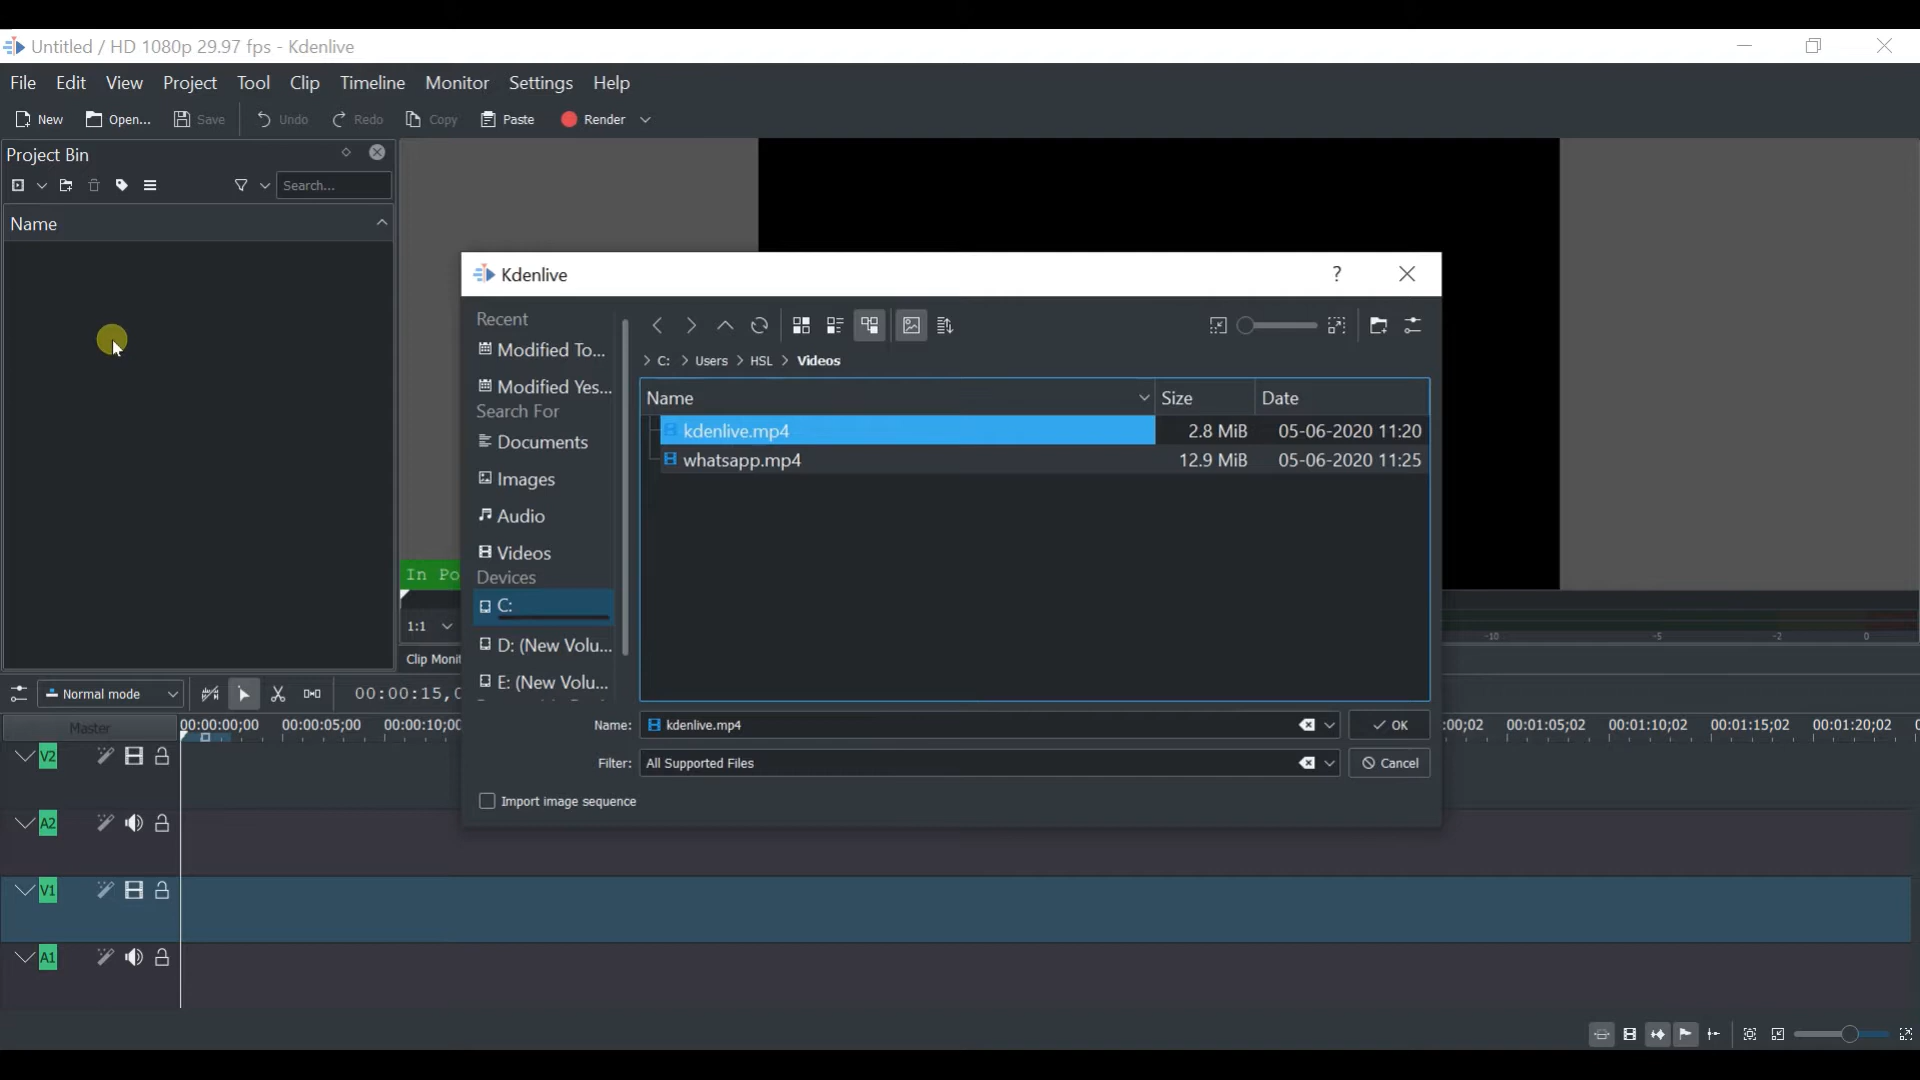 Untitled / HD 1080p 29.97 fps - Kdenlive
File Edit View Project Tool Clip Timeline Monitor Settings Help
New Open... Save Undo Redo Copy Paste Render
Project Bin
Search...
Name
Kdenlive
Recent
Modified To...
Modified Yes...
Search For
Documents
Images
Audio
Videos
Devices
C:
D: (New Volu...
E: (New Volu...
> C: > Users > HSL > Videos
Name Size Date
kdenlive.mp4 2.8 MiB 05-06-2020 11:20
whatsapp.mp4 12.9 MiB 05-06-2020 11:25
Name: kdenlive.mp4 OK
Filter: All Supported Files Cancel
Import image sequence
In Po
1:1
Clip Monit
-10 -5 -2 0
Normal mode 00:00:15,0
Master 00:00:00;00 00:00:05;00 00:00:10;00 :00;02 00:01:05;02 00:01:10;02 00:01:15;02 00:01:20;02
V2
A2
V1
A1